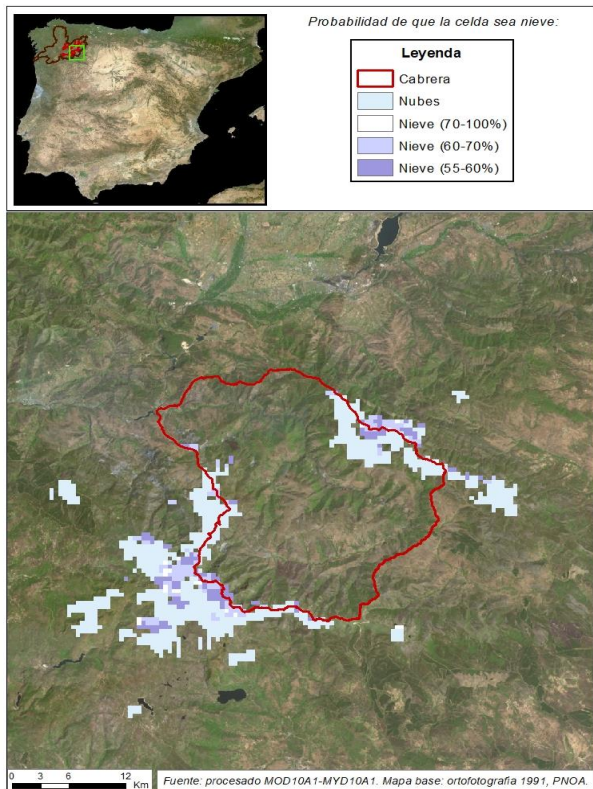 Probabilidad de que la celda sea nieve:
Leyenda
Cabrera
Nubes
Nieve (70-100%)
Nieve (60-70%)
Nieve (55-60%)
0 3 6 12
Km
Fuente: procesado MOD10A1-MYD10A1. Mapa base: ortofotografia 1991, PNOA.